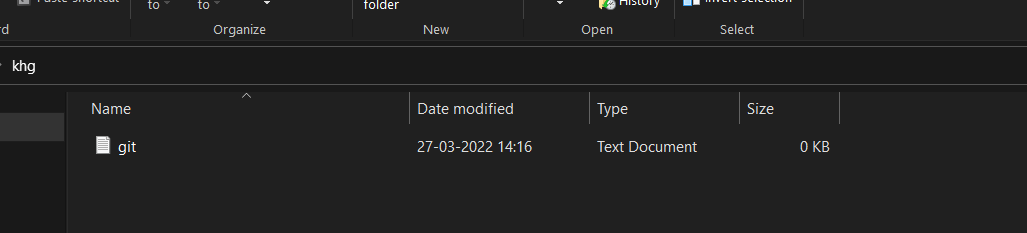 Paste shortcut
to
to
folder
History
Invert selection
Organize
New
Open
Select
khg
Name
Date modified
Type
Size
git
27-03-2022 14:16
Text Document
0 KB